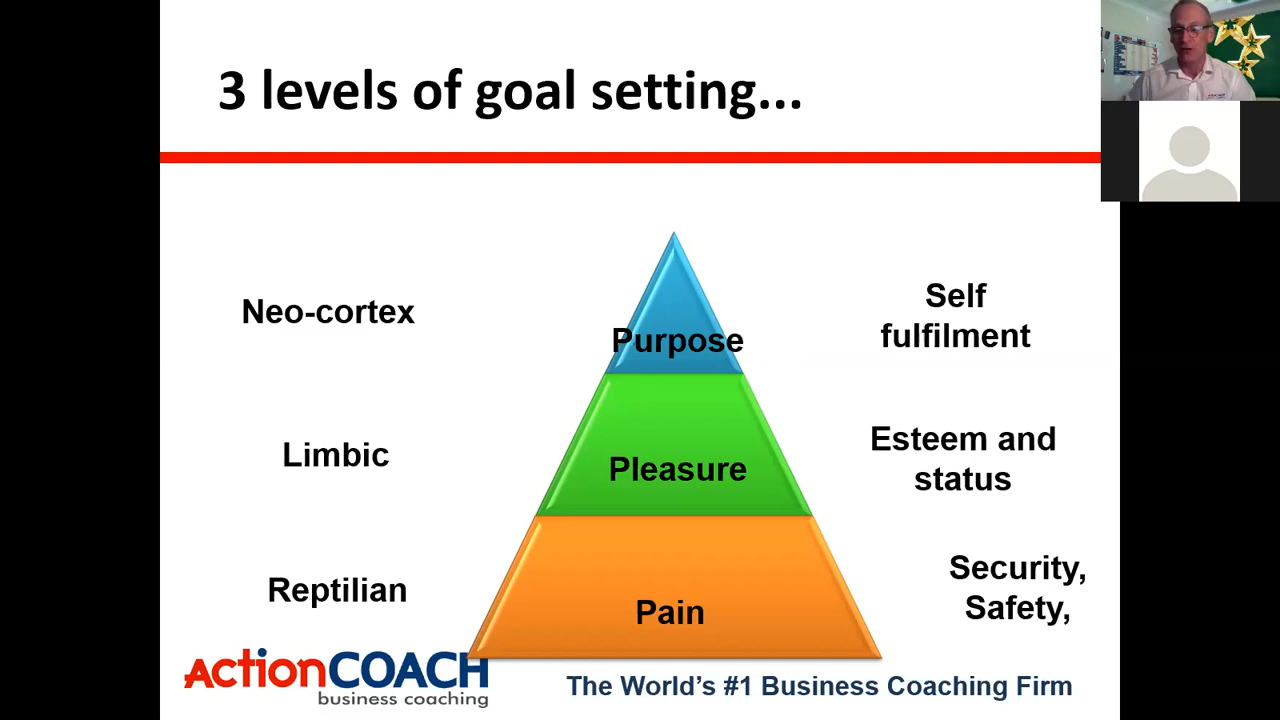 3 levels of goal setting...
Neo-cortex
Purpose
Self
fulfilment
Limbic
Pleasure
Esteem and
status
Reptilian
Pain
Security,
Safety,
ActionCOACH
business coaching
The World's #1 Business Coaching Firm